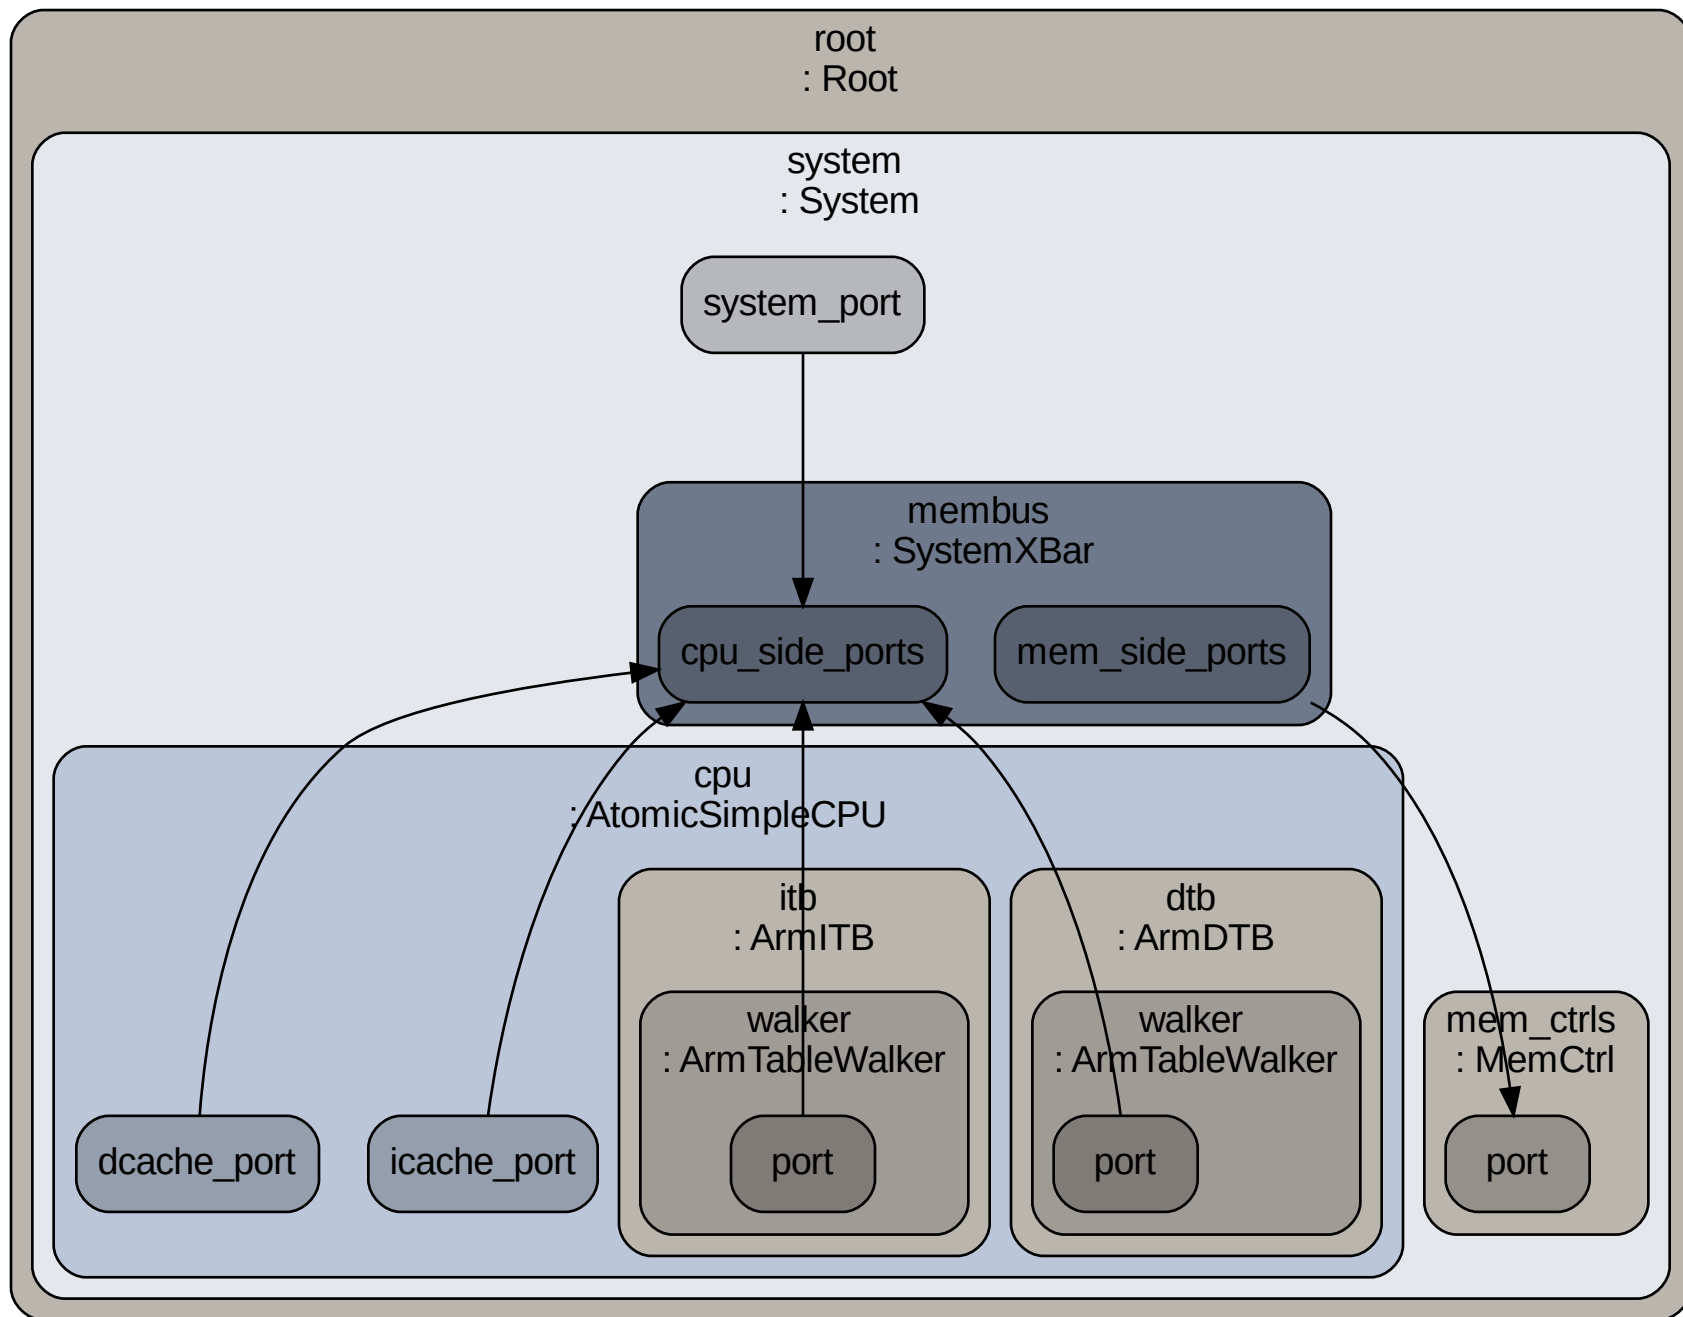 root
: Root
system
: System
system_port
membus
: SystemXBar
cpu_side_ports
mem_side_ports
cpu
: AtomicSimpleCPU
itb
: ArmITB
dtb
: ArmDTB
walker
: ArmTableWalker
walker
: ArmTableWalker
mem_ctrls
: MemCtrl
dcache_port
icache_port
port
port
port